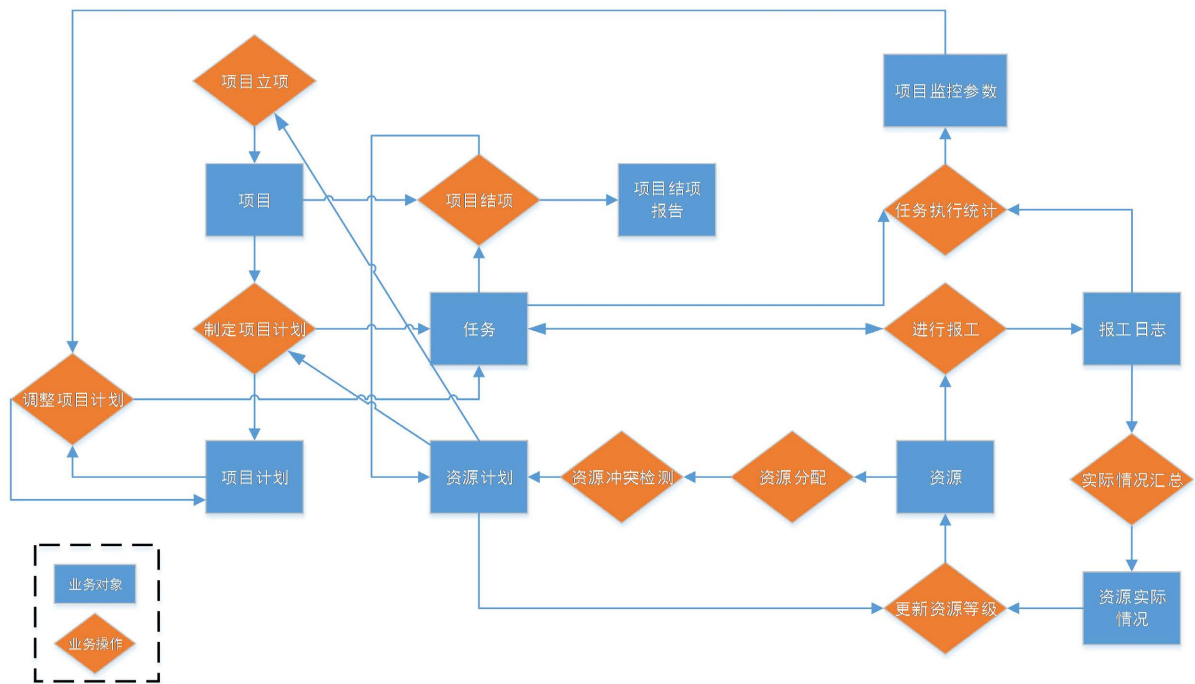 项目立项
项目监控参数
项目
项目结项
项目结项
报告
任务执行统计
制定项目计划
任务
进行报工
报工日志
调整项目计划
项目计划
资源计划
资源冲突检测
资源分配
资源
实际情况汇总
业务对象
更新资源等级
资源实际
情况
业务操作